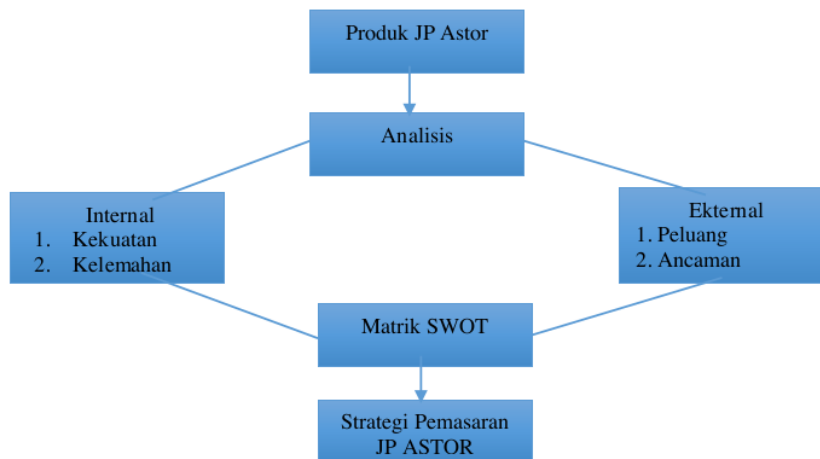 Produk JP Astor
Analisis
Internal
1. Kekuatan
2. Kelemahan
Ekternal
1. Peluang
2. Ancaman
Matrik SWOT
Strategi Pemasaran
JP ASTOR